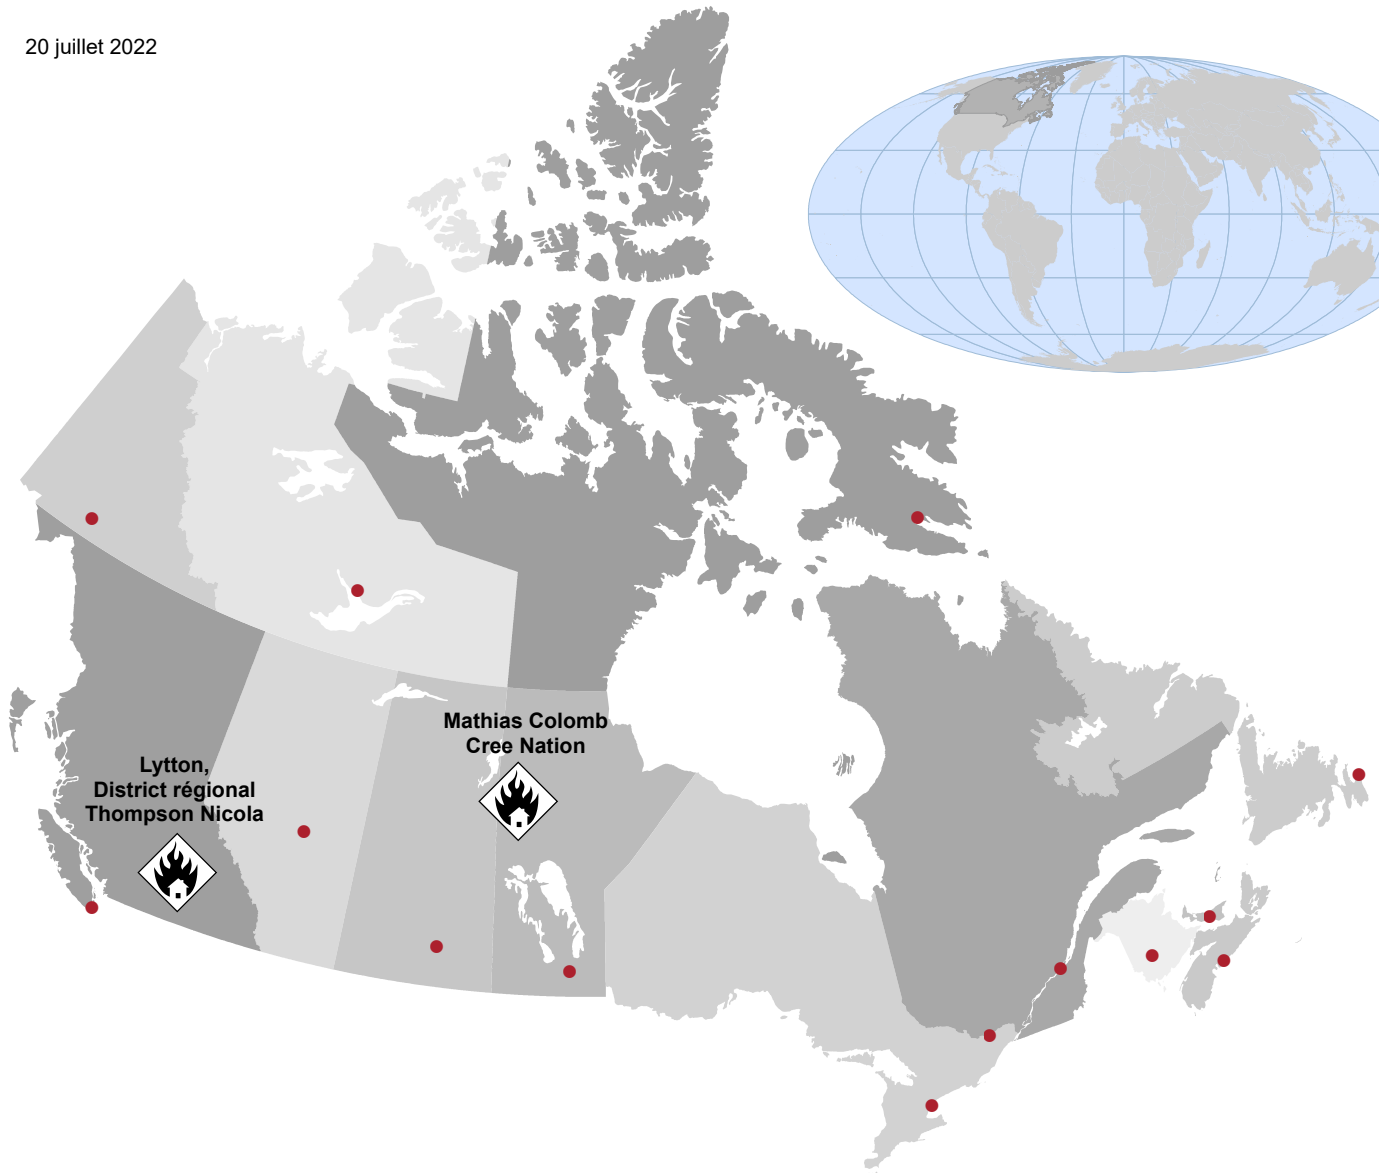 20 juillet 2022
Mathias Colomb
Cree Nation
Lytton,
District régional
Thompson Nicola